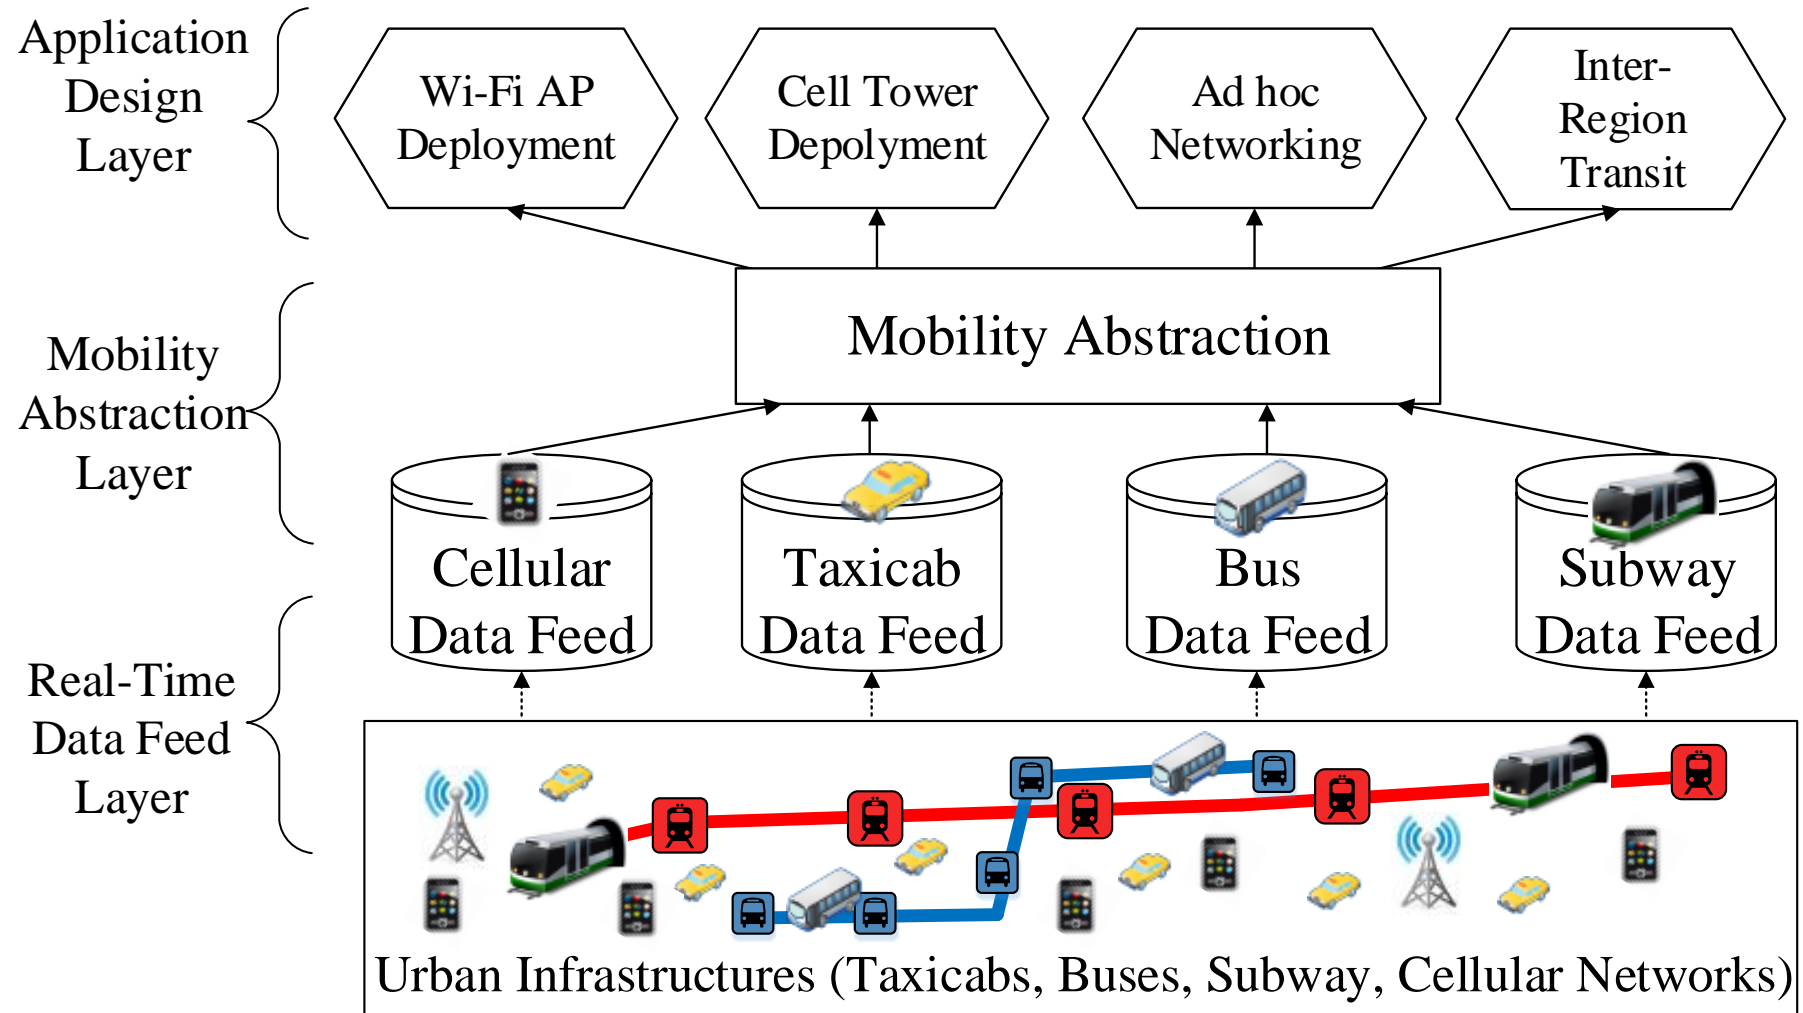 Application
Design
Layer
Wi-Fi AP
Deployment
Cell Tower
Depolyment
Ad hoc
Networking
Inter-
Region
Transit
Mobility
Abstraction
Layer
Mobility Abstraction
Cellular
Data Feed
Taxicab
Data Feed
Bus
Data Feed
Subway
Data Feed
Real-Time
Data Feed
Layer
Urban Infrastructures (Taxicabs, Buses, Subway, Cellular Networks)